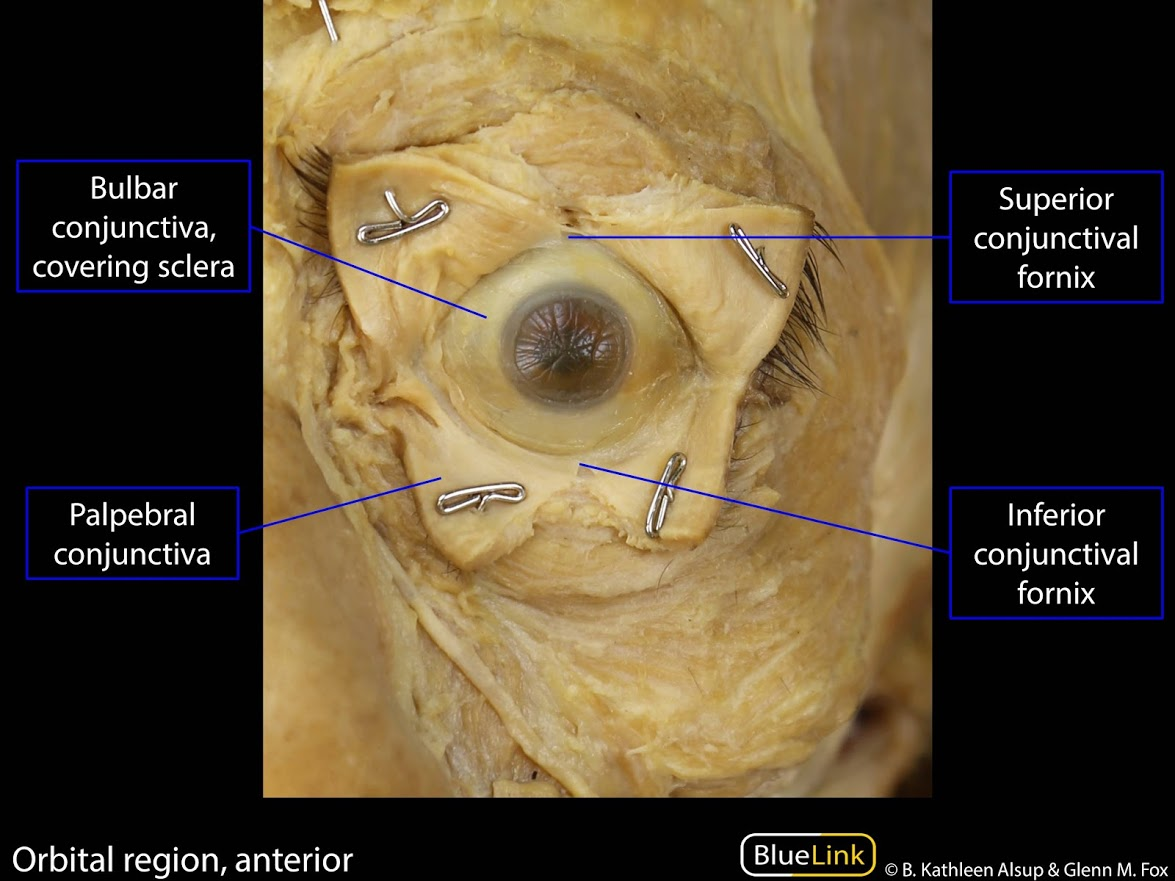 Bulbar
conjunctiva,
covering sclera
Superior
conjunctival
fornix
Palpebral
conjunctiva
Inferior
conjunctival
fornix
Orbital region, anterior
BlueLink
© B. Kathleen Alsup & Glenn M. Fox